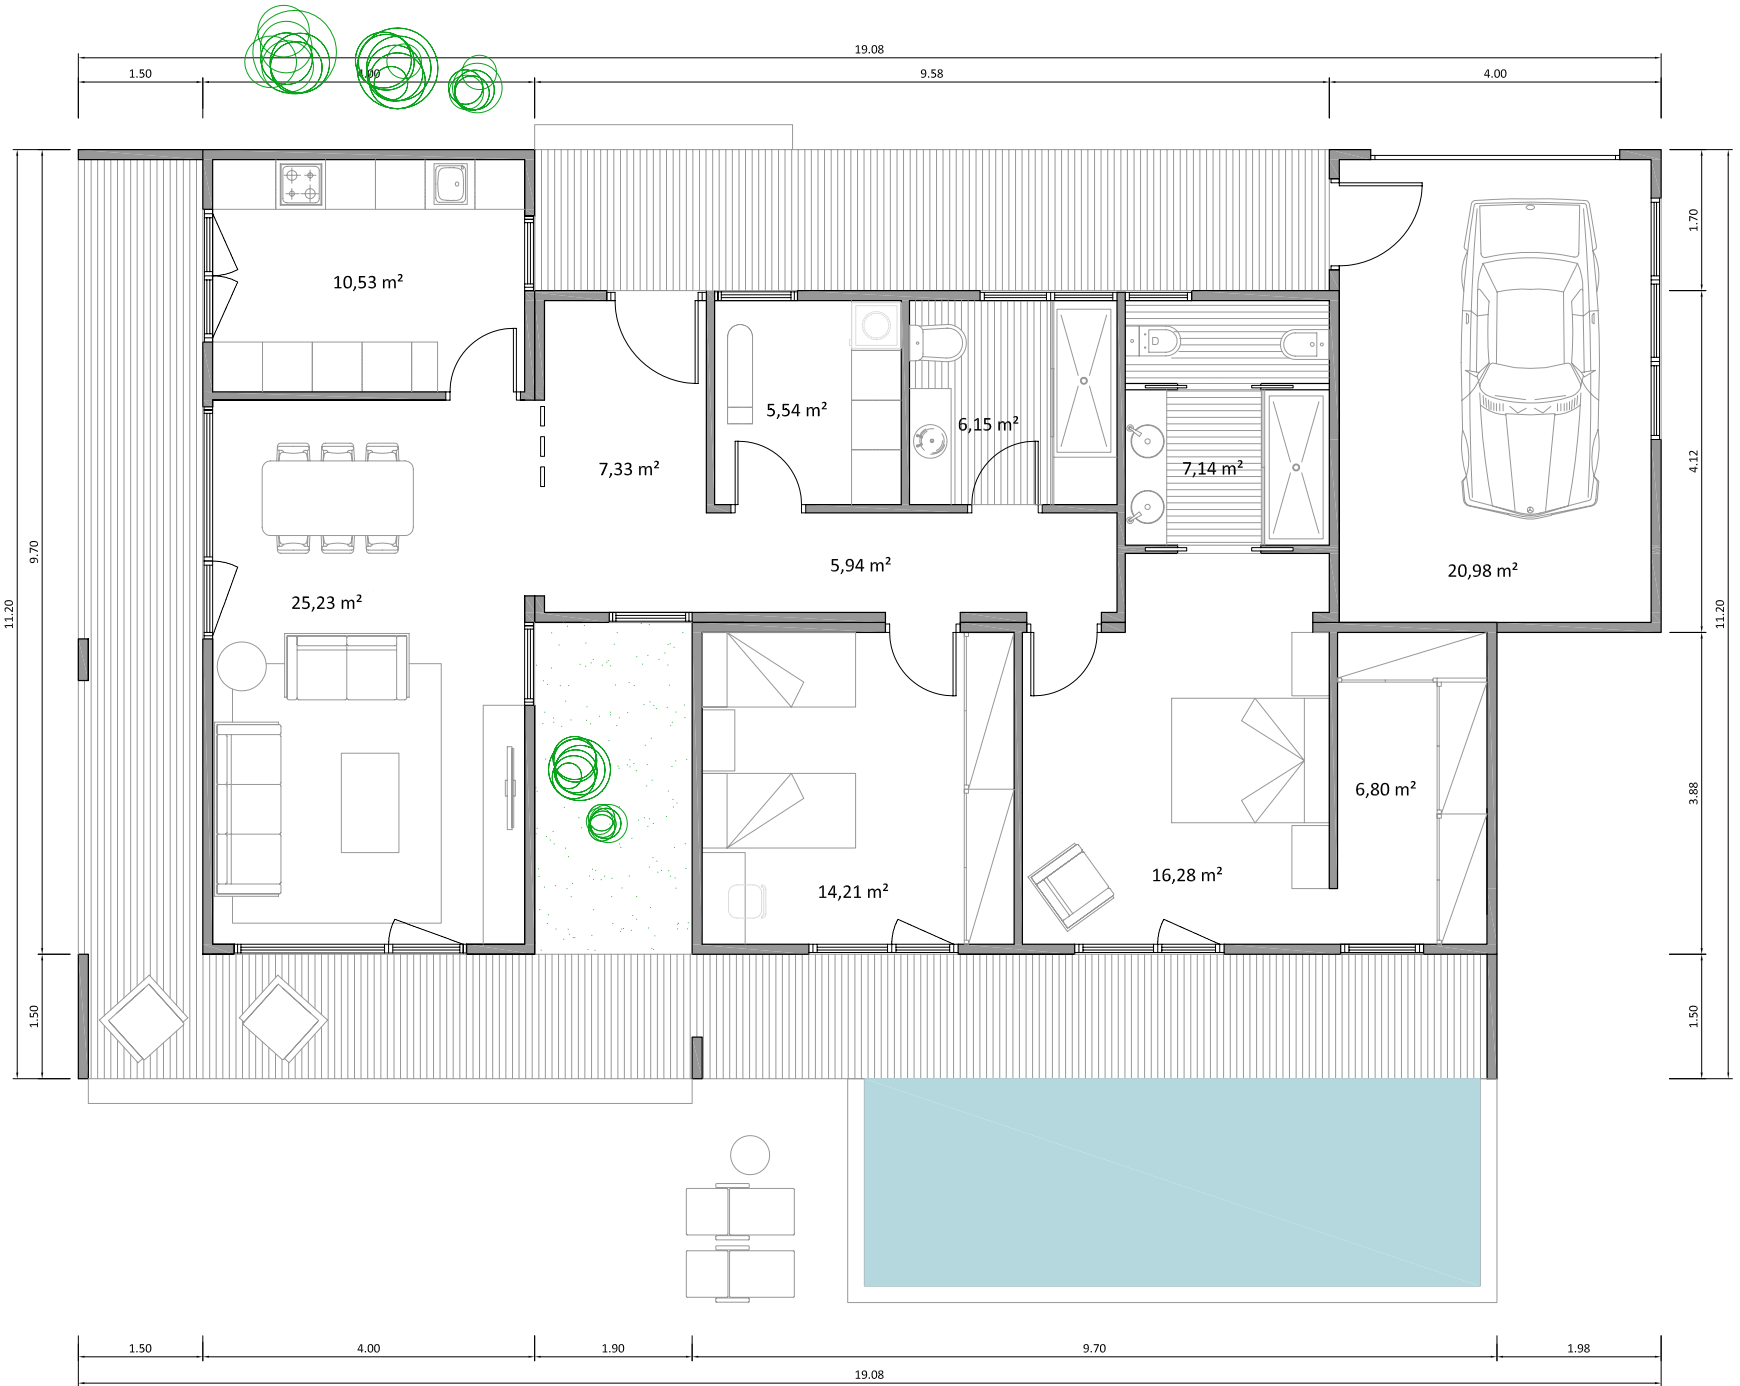 19.08
1.50
4.00
9.58
4.00
1.70
10,53 m²
5,54 m²
6,15 m²
7,33 m²
7,14 m²
4.12
9.70
5,94 m²
20,98 m²
25,23 m²
11.20
11.20
6,80 m²
3.88
16,28 m²
14,21 m²
1.50
1.50
1.50
4.00
1.90
9.70
1.98
19.08